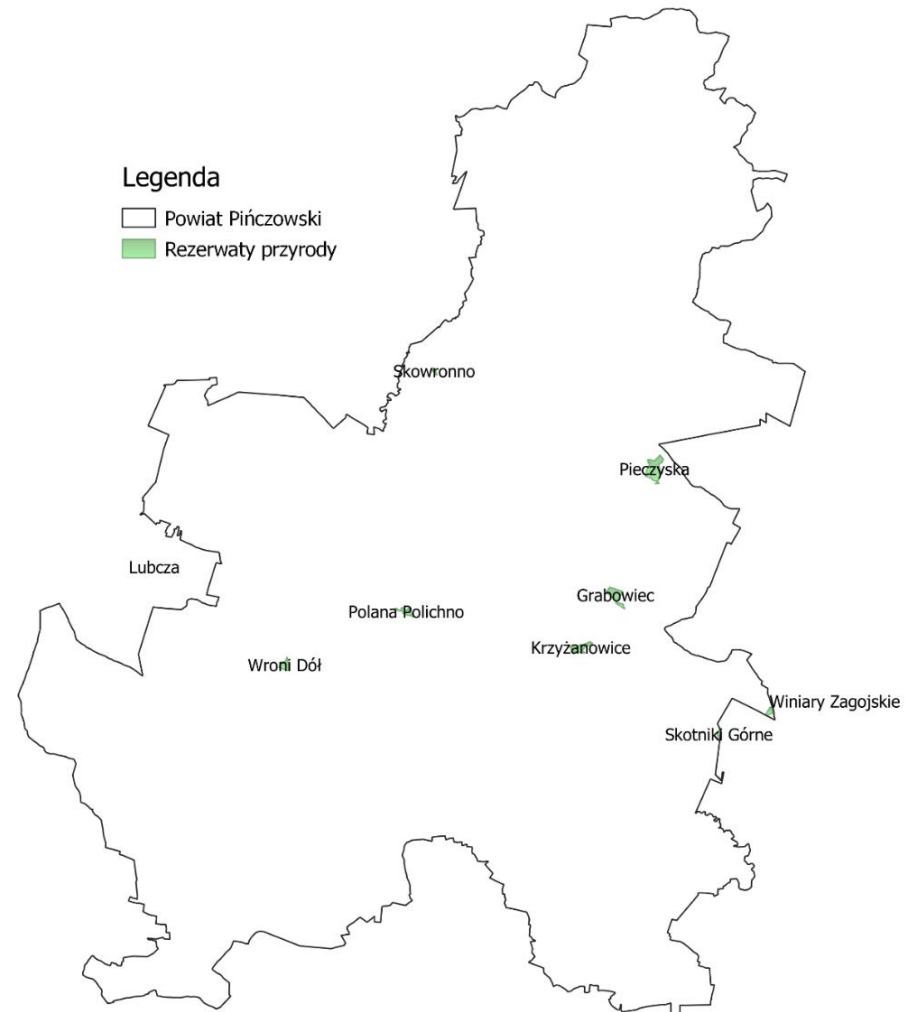 Legenda
Powiat Pińczowski
Rezerwaty przyrody
Skowronno
Pieczyska
Lubcza
Grabowiec
Polana Polichno
Krzyżanowice
Wroni Dół
Winiary Zagojskie
Skotniki Górne